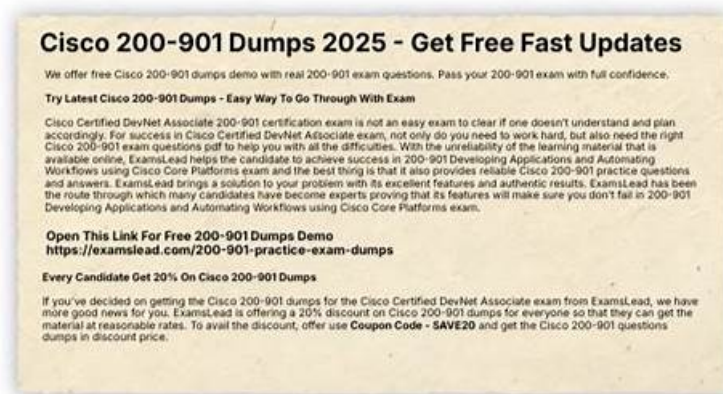 Cisco 200-901 Dumps 2025 - Get Free Fast Updates
We offer free Cisco 200-901 dumps demo with real 200-901 exam questions. Pass your 200-901 exam with full confidence.
Try Latest Cisco 200-901 Dumps - Easy Way To Go Through With Exam
Cisco Certified DevNet Associate 200-901 certification exam is not an easy exam to clear if one doesn't understand and plan
accordingly. For success in Cisco Certified DevNet Associate exam, not only do you need to work hard, but also need the right
Cisco 200-901 exam questions pdf to help you with all the difficulties. With the unreliability of the learning material that is
available online, ExamsLead helps the candidate to achieve success in 200-901 Developing Applications and Automating
Workflows using Cisco Core Platforms exam and the best thing is that it also provides reliable Cisco 200-901 practice questions
and answers. ExamsLead brings a solution to your problem with its excellent features and authentic results. ExamsLead has been
the route through which many candidates have become experts proving that its features will make sure you don't fail in 200-901
Developing Applications and Automating Workflows using Cisco Core Platforms exam.
Open This Link For Free 200-901 Dumps Demo
https://examslead.com/200-901-practice-exam-dumps
Every Candidate Get 20% On Cisco 200-901 Dumps
If you've decided on getting the Cisco 200-901 dumps for the Cisco Certified DevNet Associate exam from ExamsLead, we have
more good news for you. ExamsLead is offering a 20% discount on Cisco 200-901 dumps for everyone so that they can get the
material at reasonable rates. To avail the discount, offer use Coupon Code - SAVE20 and get the Cisco 200-901 questions
dumps in discount price.